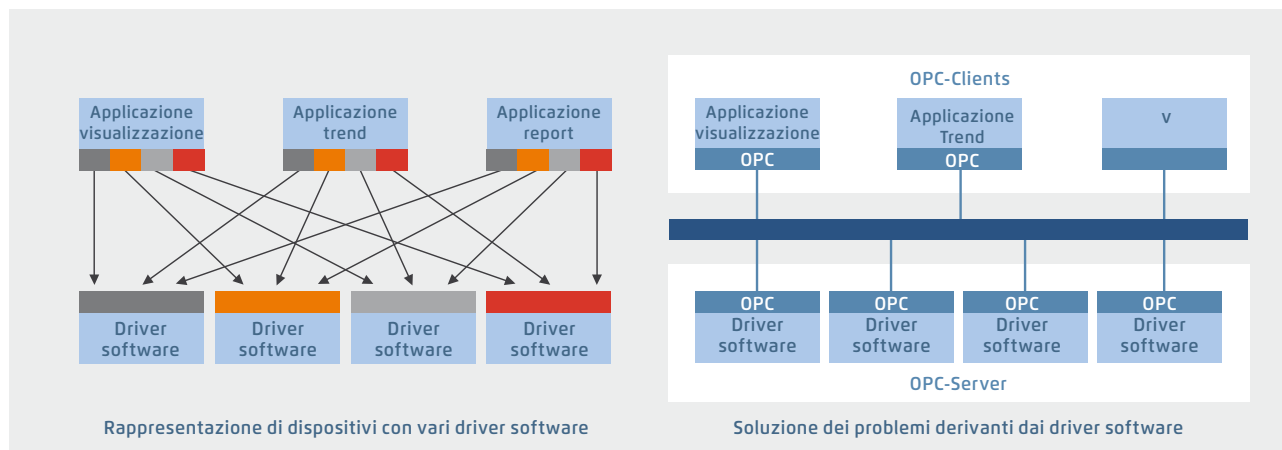 Applicazione
visualizzazione
Applicazione
trend
Applicazione
report
Driver
software
Driver
software
Driver
software
Driver
software
Rappresentazione di dispositivi con vari driver software
OPC-Clients
Applicazione
visualizzazione
OPC
Applicazione
Trend
OPC
v
OPC
Driver
software
OPC
Driver
software
OPC
Driver
software
OPC
Driver
software
OPC-Server
Soluzione dei problemi derivanti dai driver software